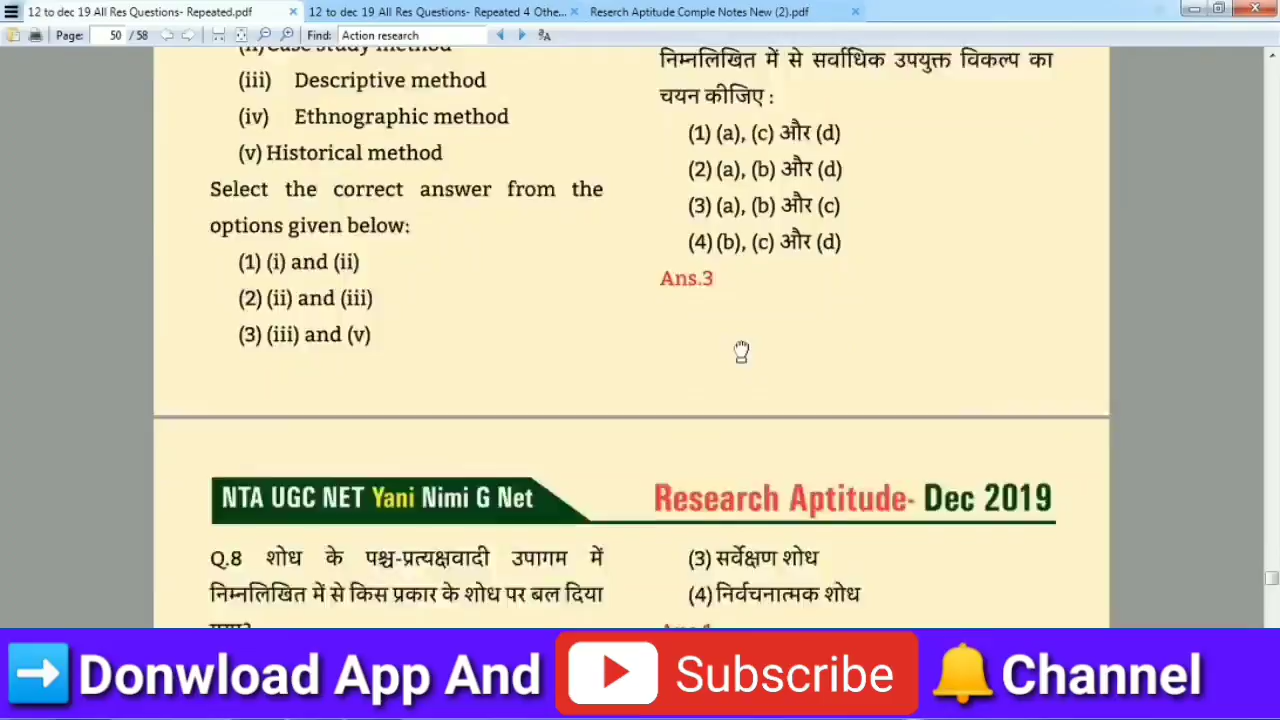 12 to dec 19 All Res Questions- Repeated.pdf
12 to dec 19 All Res Questions- Repeated 4 Othe...
Reserch Aptitude Comple Notes New (2).pdf
Page: 50 / 58
Find: Action research
(ii) Case study method
(iii) Descriptive method
(iv) Ethnographic method
(v) Historical method
Select the correct answer from the
options given below:
(1) (i) and (ii)
(2) (ii) and (iii)
(3) (iii) and (v)
निम्नलिखित में से सर्वाधिक उपयुक्त विकल्प का
चयन कीजिए :
(1) (a), (c) और (d)
(2) (a), (b) और (d)
(3) (a), (b) और (c)
(4) (b), (c) और (d)
Ans.3
NTA UGC NET Yani Nimi G Net
Research Aptitude- Dec 2019
Q.8 शोध के पश्च-प्रत्यक्षवादी उपागम में
निम्नलिखित में से किस प्रकार के शोध पर बल दिया
(3) सर्वेक्षण शोध
(4) निर्वचनात्मक शोध
Donwload App And
Subscribe
Channel